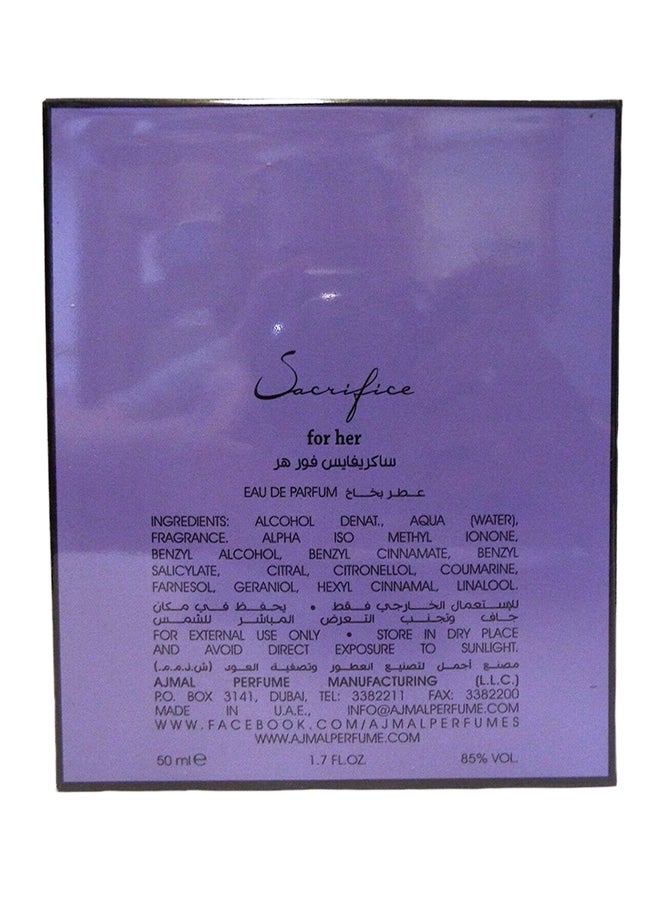 Sacrifice
for her
ساكريفايس فور هر
EAU DE PARFUM عطر بخاخ
INGREDIENTS: ALCOHOL DENAT., AQUA (WATER),
FRAGRANCE. ALPHA ISO METHYL IONONE,
BENZYL ALCOHOL, BENZYL CINNAMATE, BENZYL
SALICYLATE, CITRAL, CITRONELLOL, COUMARINE,
FARNESOL, GERANIOL, HEXYL CINNAMAL, LINALOOL.
للإستعمال الخارجي فقط • يحفظ في مكان
جاف وتجنب التعرض المباشر للشمس
FOR EXTERNAL USE ONLY • STORE IN DRY PLACE
AND AVOID DIRECT EXPOSURE TO SUNLIGHT.
مصنع أجمل لتصنيع العطور وتصفية العود (ش.ذ.م.م.)
AJMAL PERFUME MANUFACTURING (L.L.C.)
P.O. BOX 3141, DUBAI, TEL: 3382211 FAX: 3382200
MADE IN U.A.E., INFO@AJMALPERFUME.COM
WWW.FACEBOOK.COM/AJMALPERFUMES
WWW.AJMALPERFUME.COM
50 ml e 1.7 FL.OZ. 85% VOL.